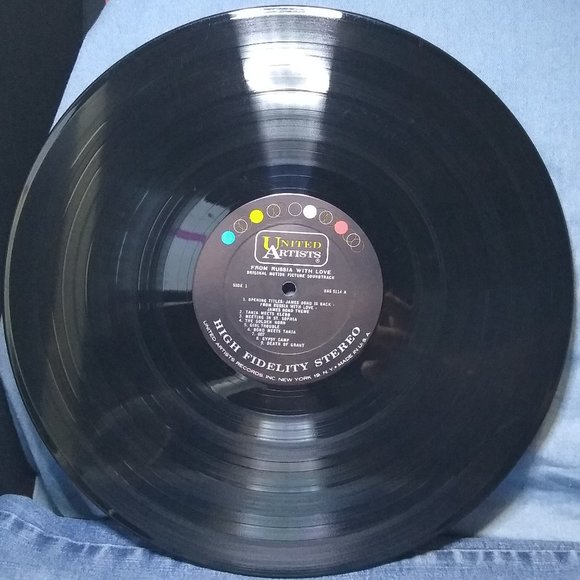 UNITED
ARTISTS
®
FROM RUSSIA WITH LOVE
ORIGINAL MOTION PICTURE SOUNDTRACK
SIDE 1
UAS 5114 A
1. OPENING TITLES: JAMES BOND IS BACK -
FROM RUSSIA WITH LOVE -
JAMES BOND THEME
2. TANIA MEETS KLEBB
3. MEETING IN ST. SOPHIA
4. THE GOLDEN HORN
5. GIRL TROUBLE
6. BOND MEETS TANIA
7. 007
8. GYPSY CAMP
9. DEATH OF GRANT
HIGH FIDELITY STEREO
UNITED ARTISTS RECORDS, INC. NEW YORK 19, N.Y. • MADE IN U.S.A.